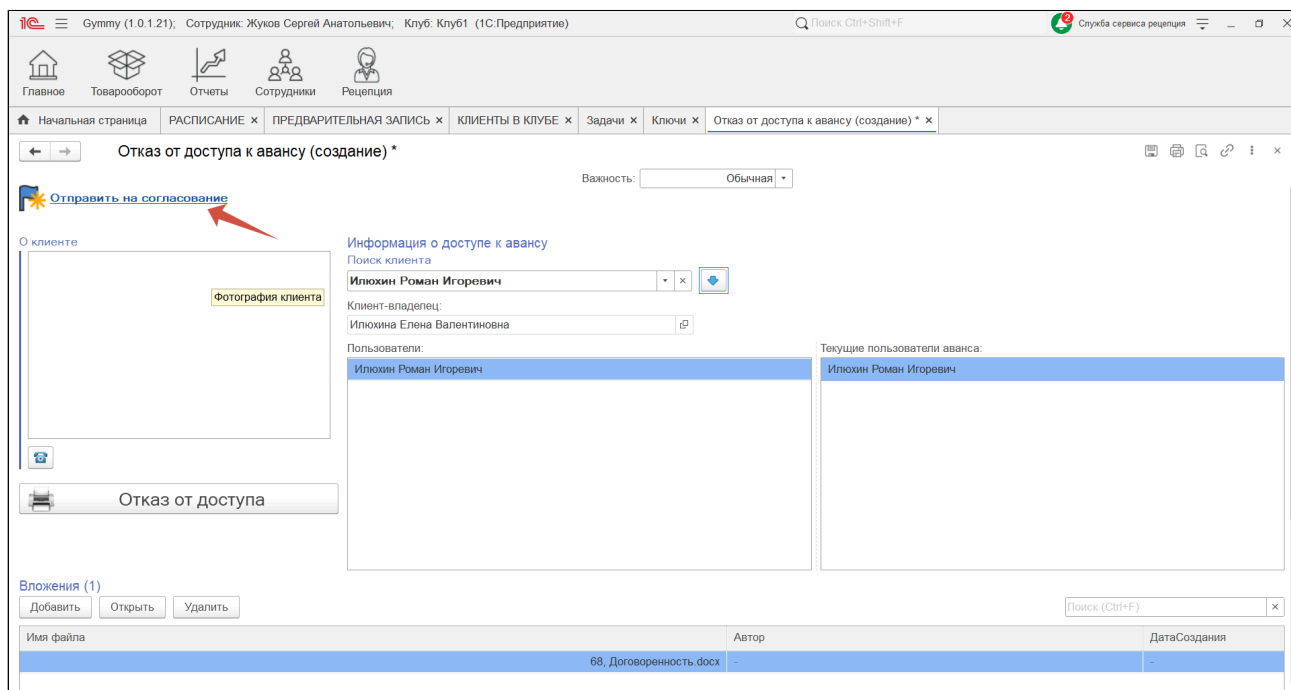 1С Gymmy (1.0.1.21); Сотрудник: Жуков Сергей Анатольевич; Клуб: Клуб1 (1С:Предприятие) Поиск Ctrl+Shift+F 2 Служба сервиса рецепция
Главное Товарооборот Отчеты Сотрудники Рецепция
Начальная страница РАСПИСАНИЕ × ПРЕДВАРИТЕЛЬНАЯ ЗАПИСЬ × КЛИЕНТЫ В КЛУБЕ × Задачи × Ключи × Отказ от доступа к авансу (создание) * ×
Отказ от доступа к авансу (создание) *
Важность: Обычная
Отправить на согласование
О клиенте Информация о доступе к авансу
Поиск клиента
Илюхин Роман Игоревич
Фотография клиента
Клиент-владелец:
Илюхина Елена Валентиновна
Пользователи: Текущие пользователи аванса:
Илюхин Роман Игоревич Илюхин Роман Игоревич
Отказ от доступа
Вложения (1)
Добавить Открыть Удалить Поиск (Ctrl+F) ×
Имя файла Автор ДатаСоздания
68, Договоренность.docx - -